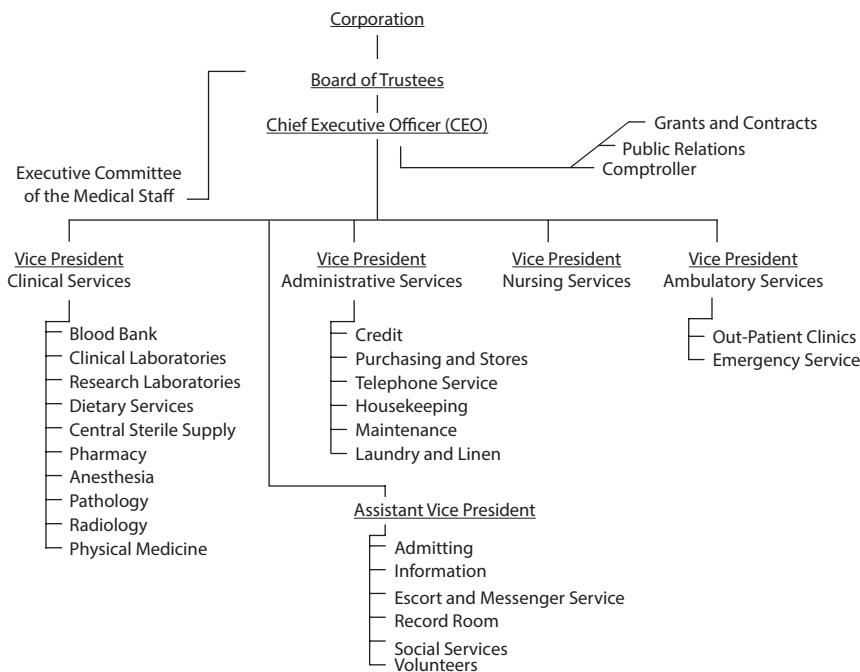 Corporation
Board of Trustees
Chief Executive Officer (CEO)
Grants and Contracts
Public Relations
Comptroller
Executive Committee
of the Medical Staff
Vice President
Clinical Services
Blood Bank
Clinical Laboratories
Research Laboratories
Dietary Services
Central Sterile Supply
Pharmacy
Anesthesia
Pathology
Radiology
Physical Medicine
Vice President
Administrative Services
Credit
Purchasing and Stores
Telephone Service
Housekeeping
Maintenance
Laundry and Linen
Vice President
Nursing Services
Vice President
Ambulatory Services
Out-Patient Clinics
Emergency Service
Assistant Vice President
Admitting
Information
Escort and Messenger Service
Record Room
Social Services
Volunteers